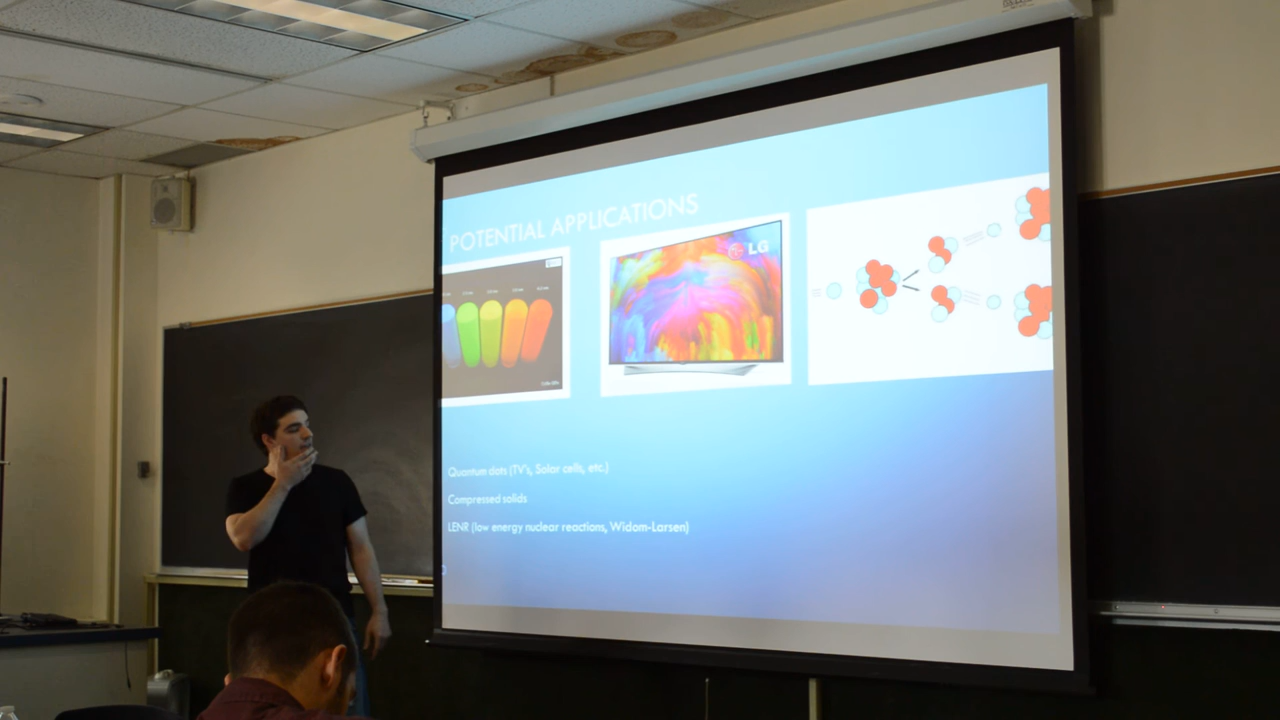 POTENTIAL APPLICATIONS
LG
Quantum dots (TV's, Solar cells, etc.)
Compressed solids
LENR (low energy nuclear reactions, Widom-Larsen)